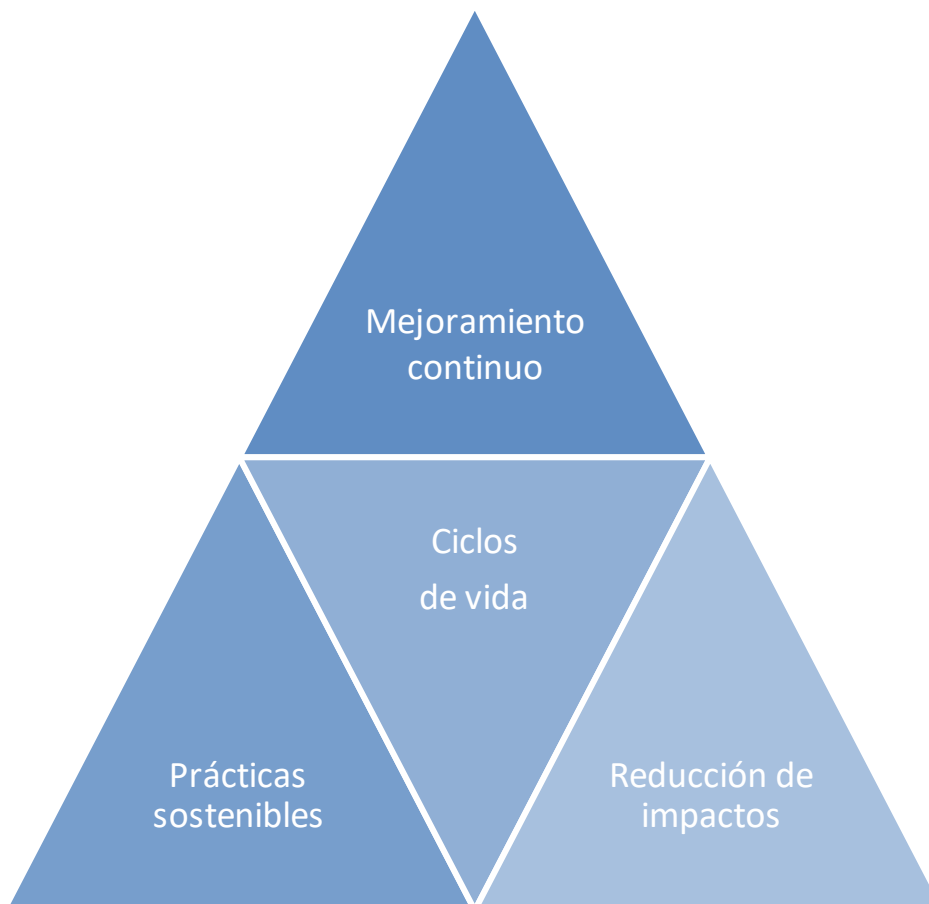 Mejoramiento
continuo
Ciclos
de vida
Prácticas
sostenibles
Reducción de
impactos